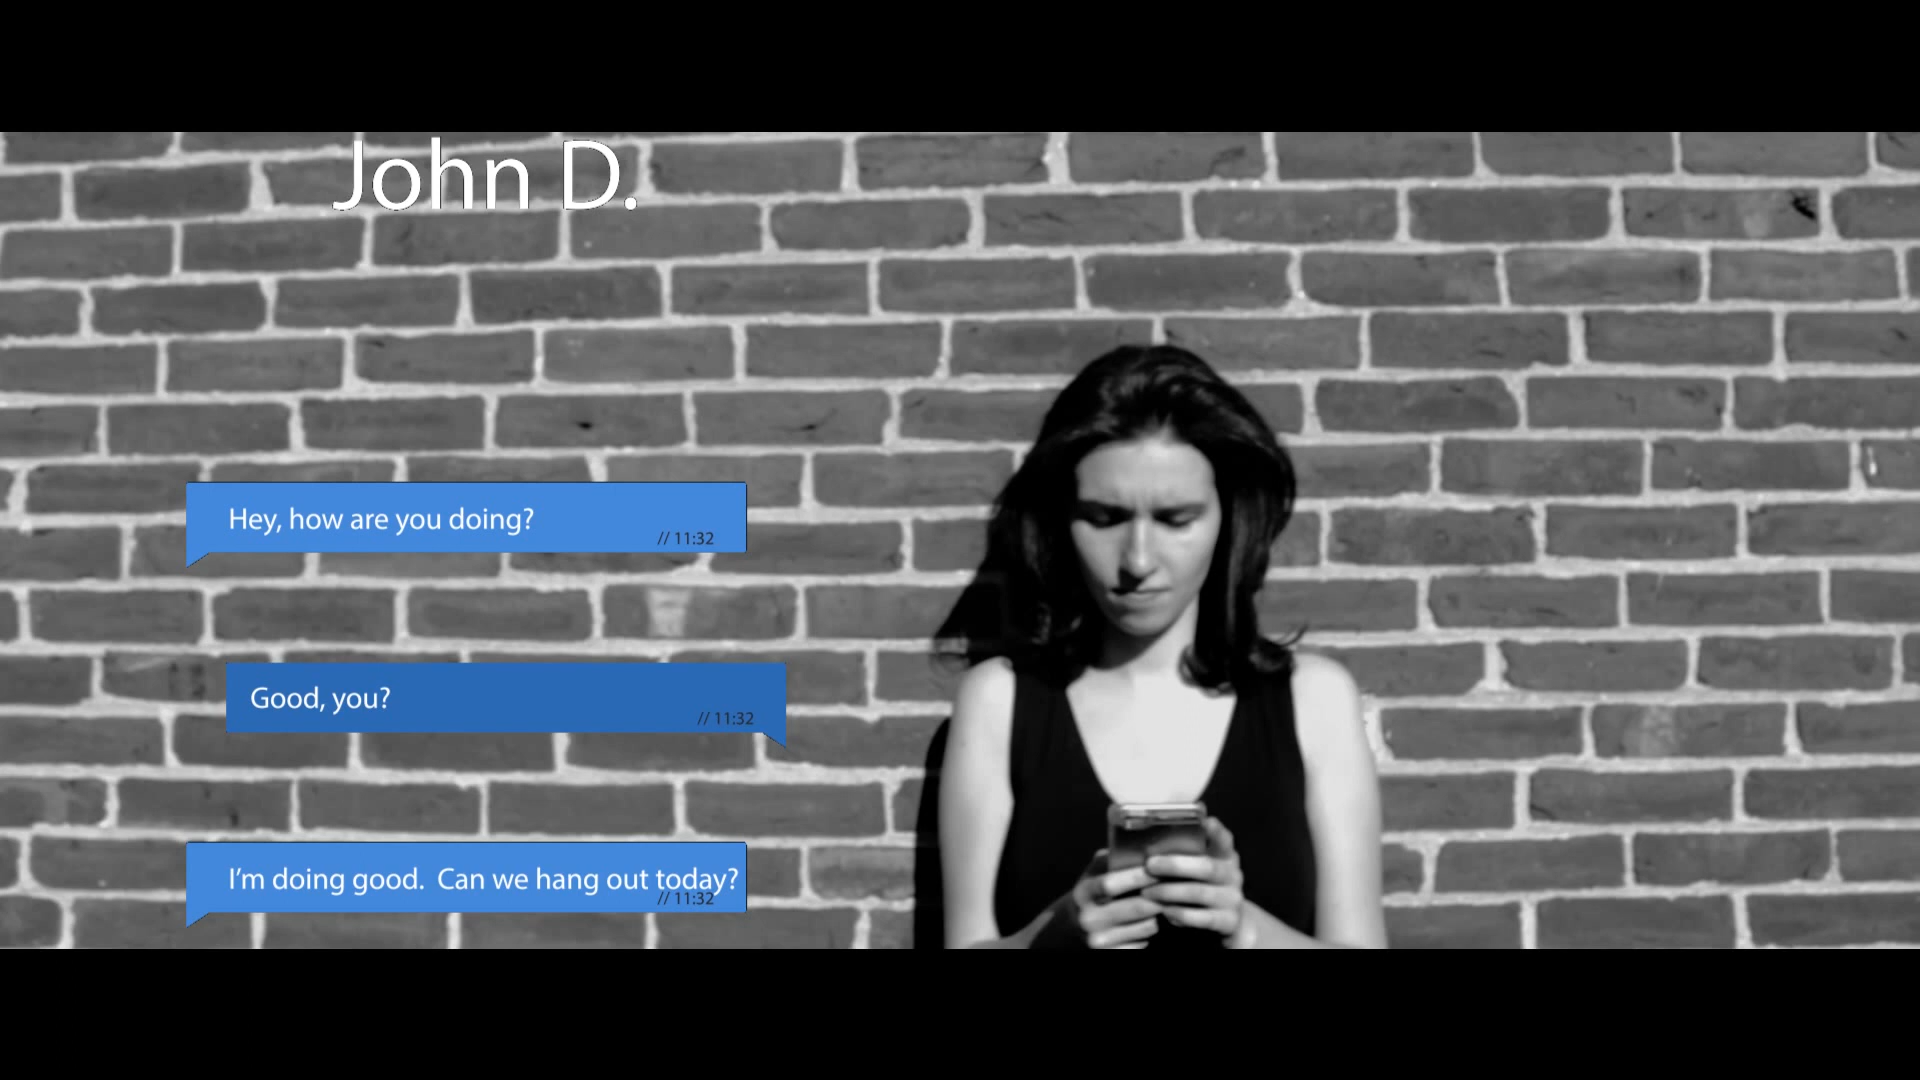 John D.
Hey, how are you doing?
// 11:32
Good, you?
// 11:32
I'm doing good.  Can we hang out today?
// 11:32